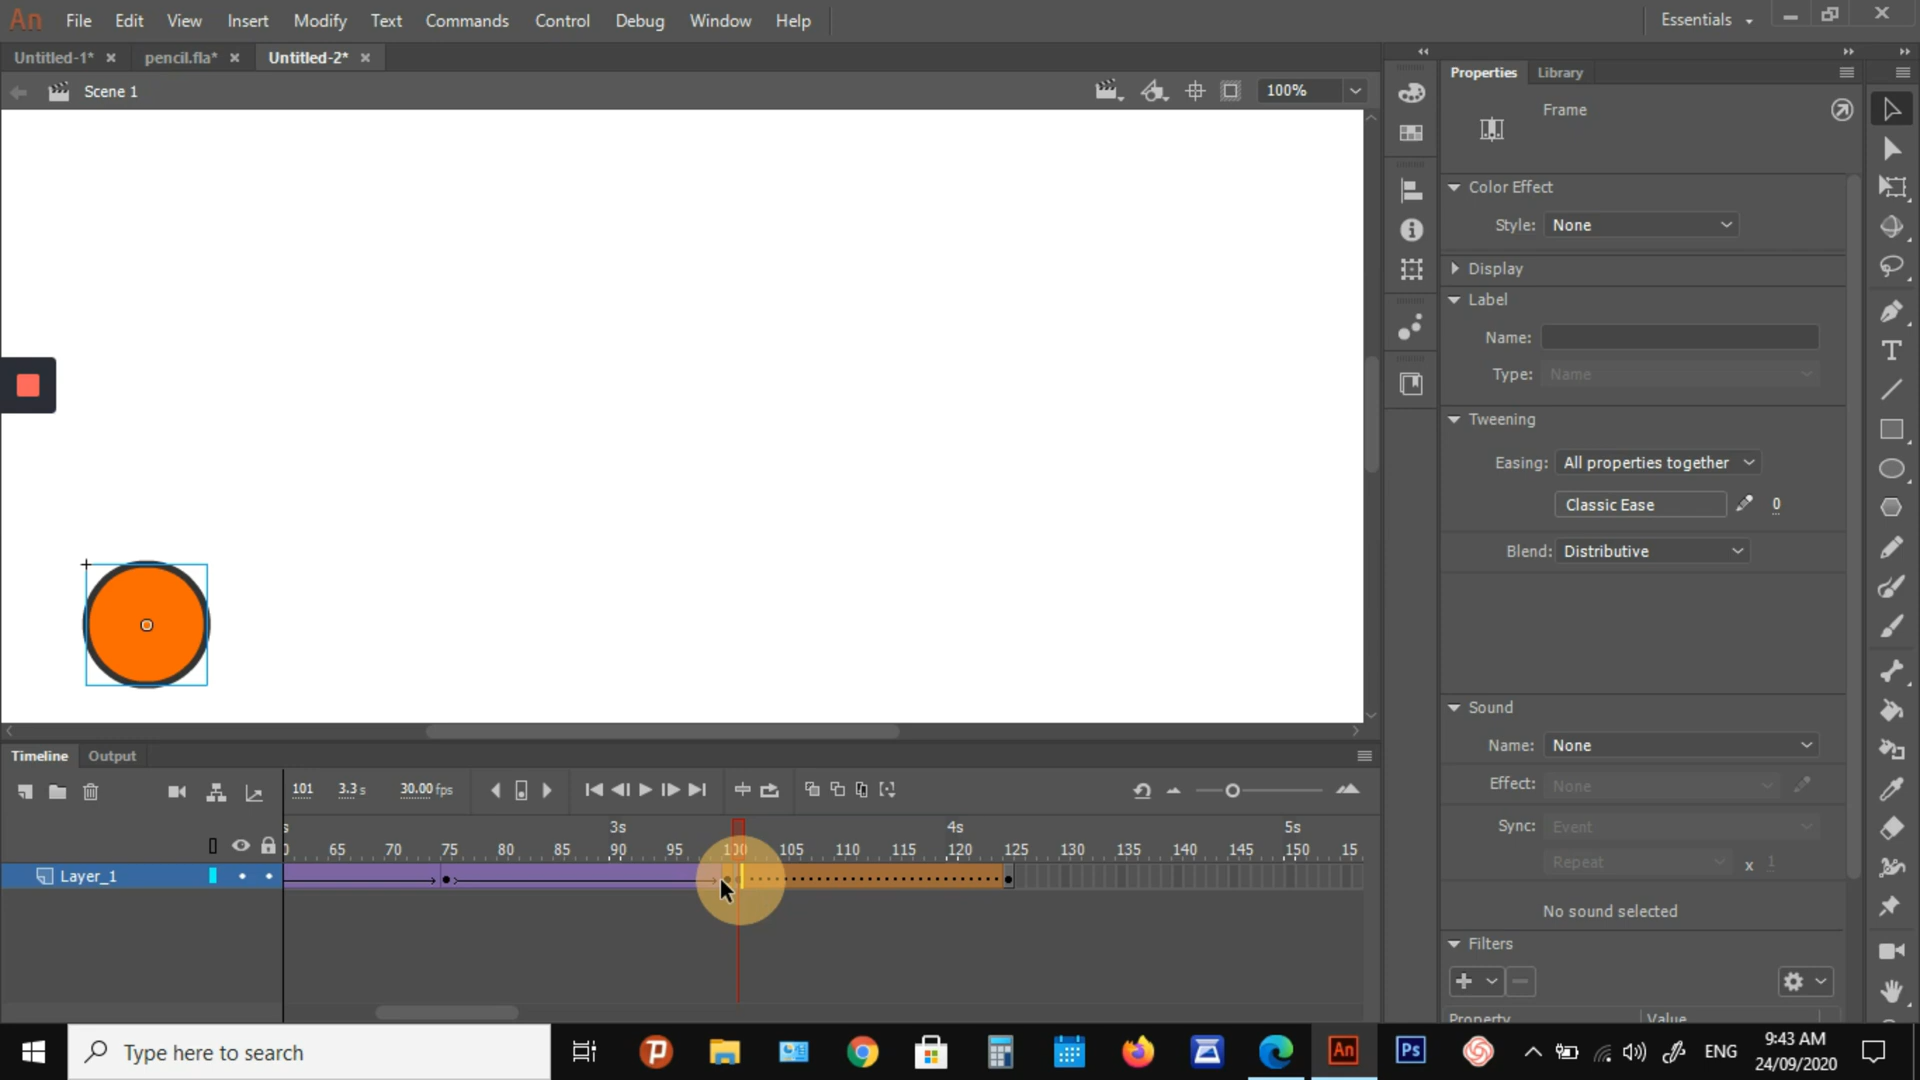 An File Edit View Insert Modify Text Commands Control Debug Window Help Essentials
Untitled-1* pencil.fla* Untitled-2*
Scene 1 100%
Properties Library
Frame
Color Effect
Style: None
Display
Label
Name:
Type: Name
Tweening
Easing: All properties together
Classic Ease 0
Blend: Distributive
Sound
Name: None
Effect: None
Sync: Event
Repeat x 1
No sound selected
Filters
Property Value
Timeline Output
101 3.3 s 30.00 fps
s 3s 4s 5s
0 65 70 75 80 85 90 95 100 105 110 115 120 125 130 135 140 145 150 15
Layer_1
Type here to search
An Ps ENG 9:43 AM
24/09/2020